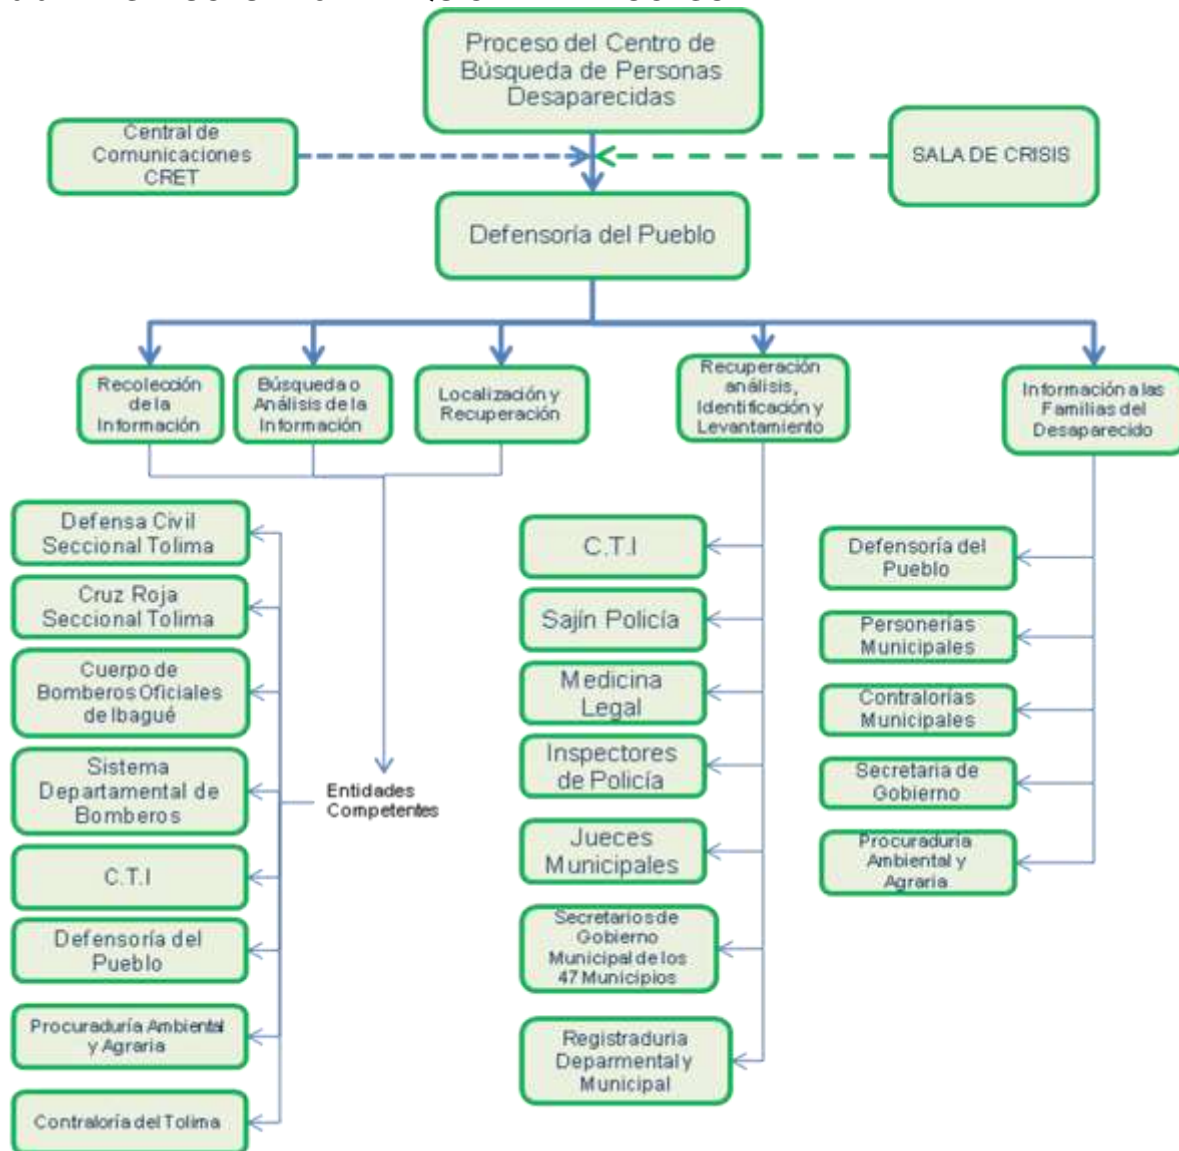 Proceso del Centro de
Búsqueda de Personas
Desaparecidas
Central de
Comunicaciones
CRET
SALA DE CRISIS
Defensoría del Pueblo
Recolección
de la
Información
Búsqueda o
Análisis de la
Información
Localización y
Recuperación
Recuperación
análisis,
Identificación y
Levantamiento
Información a las
Familias del
Desaparecido
Defensa Civil
Seccional Tolima
Cruz Roja
Seccional Tolima
Cuerpo de
Bomberos Oficiales
de Ibagué
Sistema
Departamental de
Bomberos
C.T.I
Defensoría del
Pueblo
Procuraduría Ambiental
y Agraria
Contraloría del Tolima
Entidades
Competentes
C.T.I
Sajín Policía
Medicina
Legal
Inspectores
de Policía
Jueces
Municipales
Secretarios de
Gobierno
Municipal de los
47 Municipios
Registraduria
Deparmental y
Municipal
Defensoría del
Pueblo
Personerías
Municipales
Contralorías
Municipales
Secretaria de
Gobierno
Procuraduría
Ambiental y
Agraria